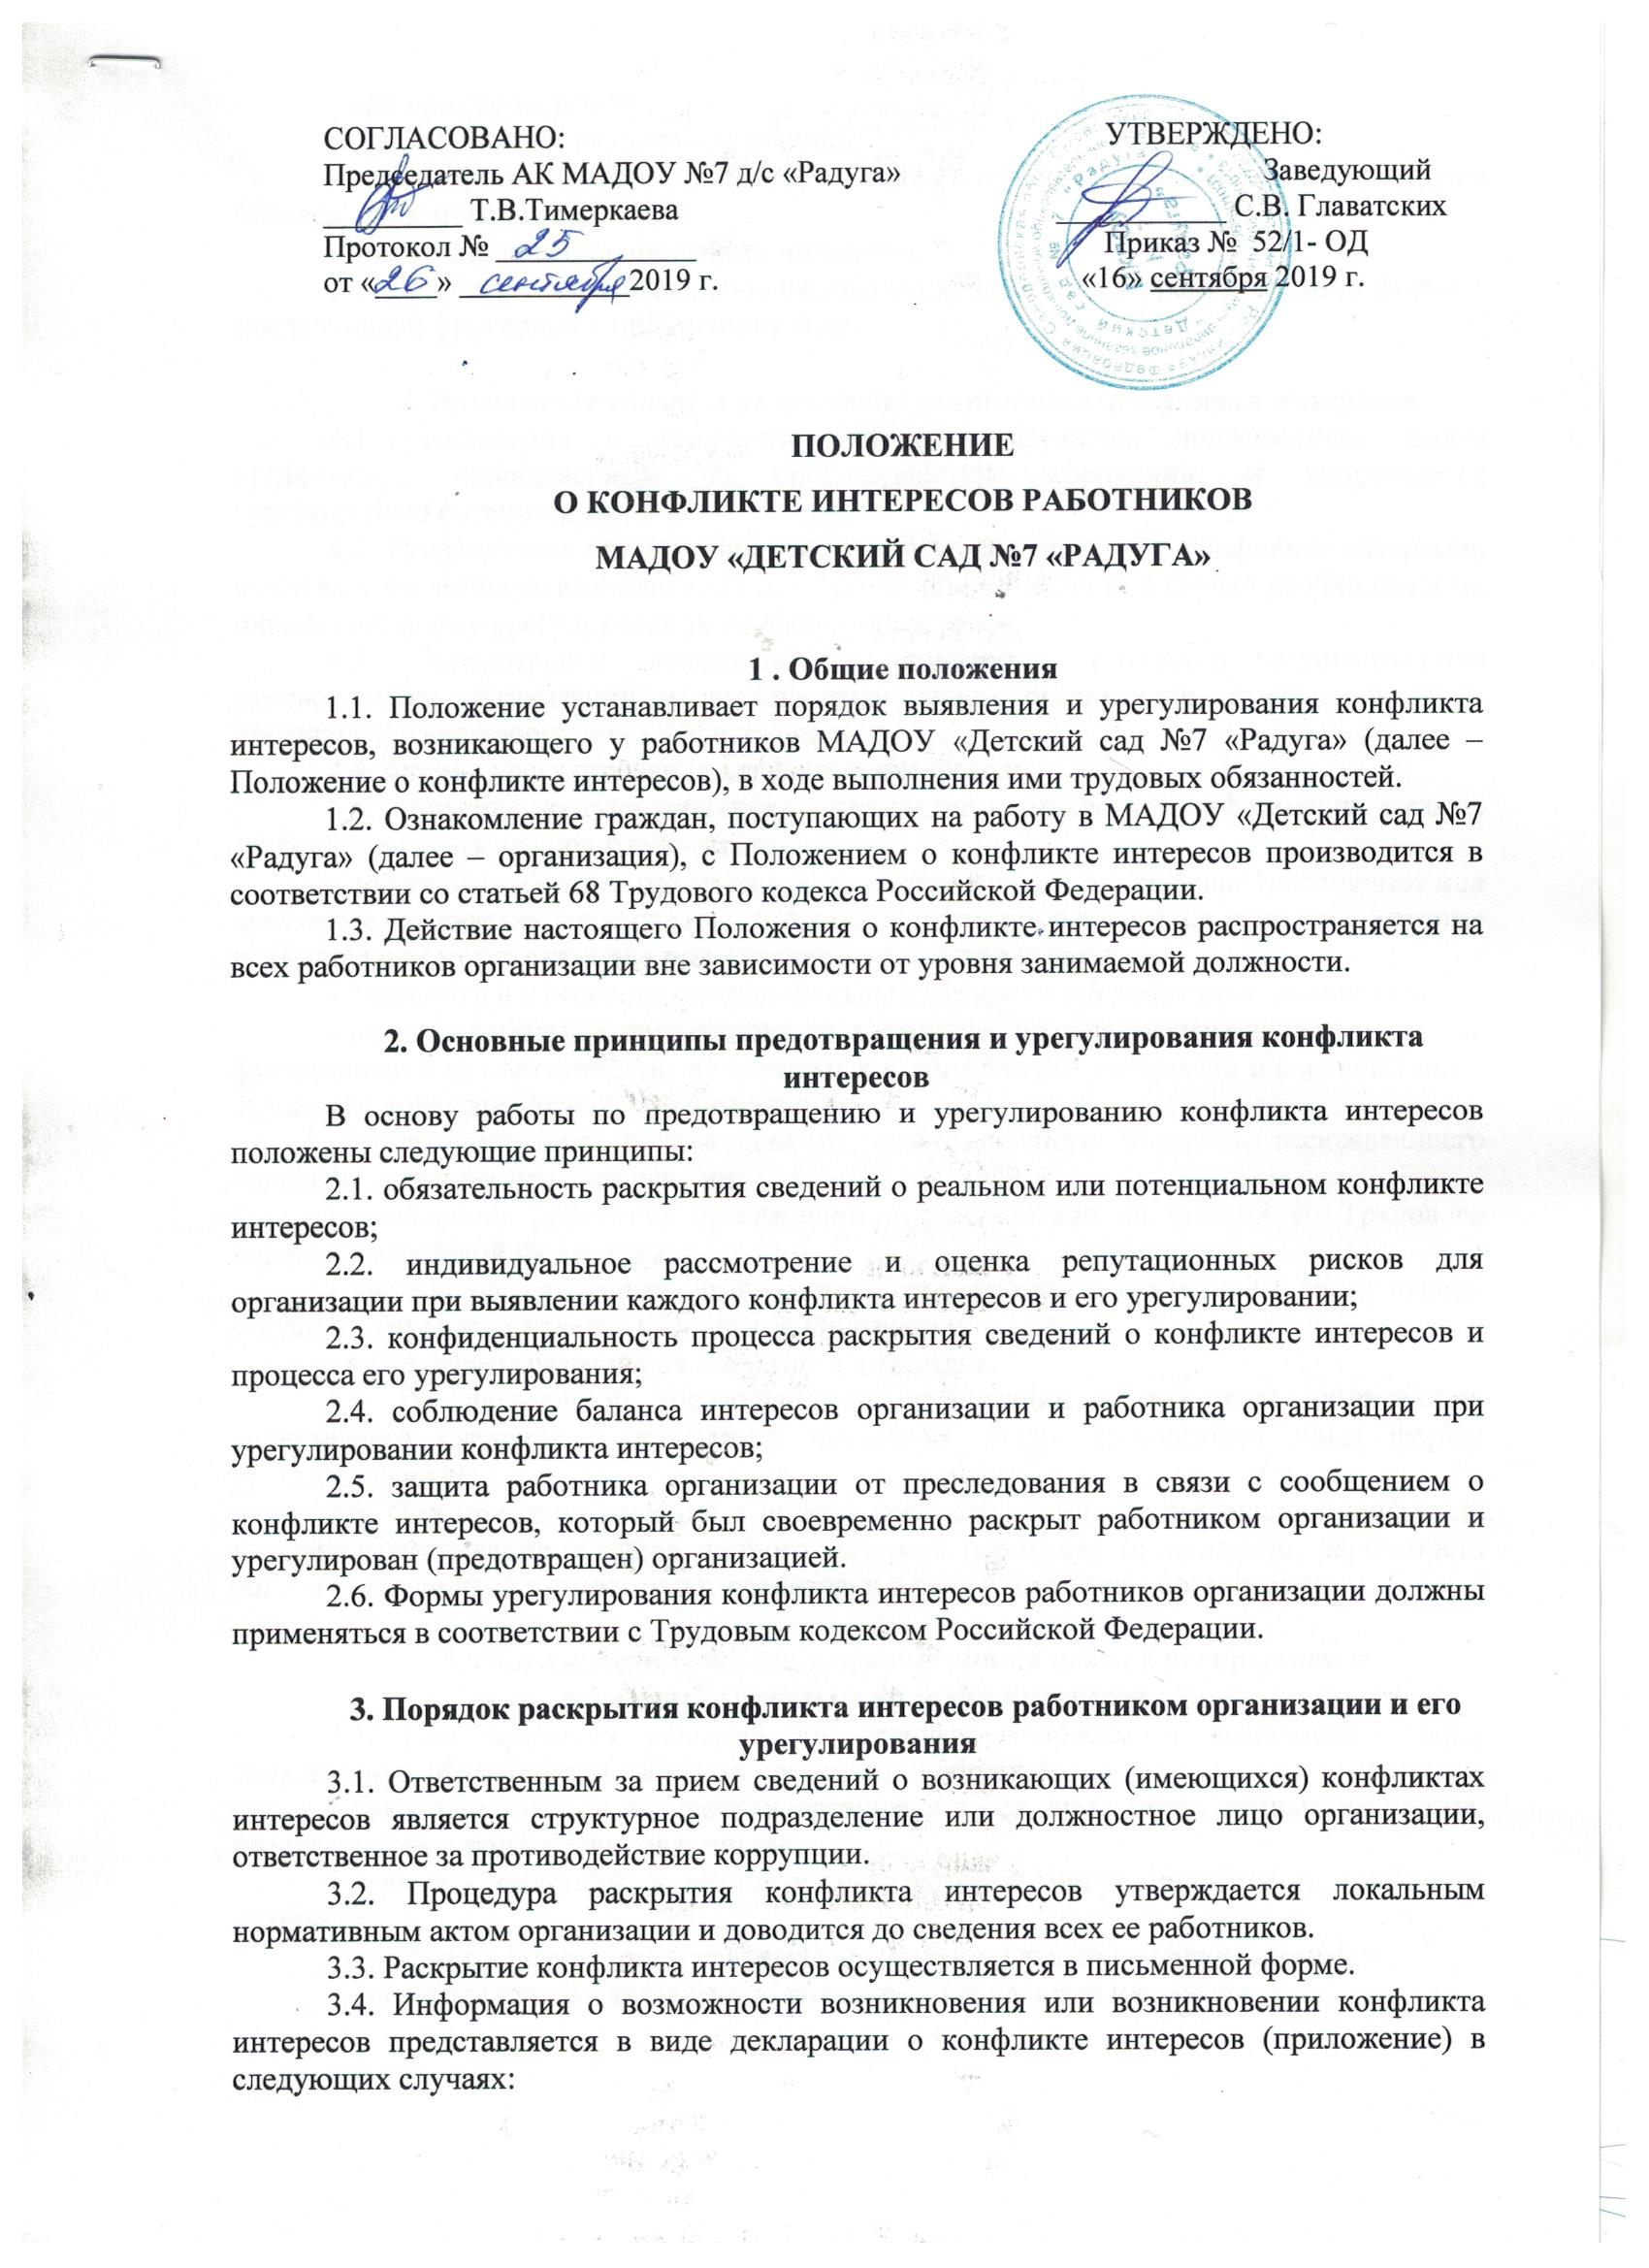 СОГЛАСОВАНО:
Председатель АК МАДОУ №7 д/с «Радуга»
_________ Т.В.Тимеркаева
Протокол № 25
от «26» сентября 2019 г.
УТВЕРЖДЕНО:
Заведующий
___________ С.В. Главатских
Приказ № 52/1- ОД
«16» сентября 2019 г.
ПОЛОЖЕНИЕ
О КОНФЛИКТЕ ИНТЕРЕСОВ РАБОТНИКОВ
МАДОУ «ДЕТСКИЙ САД №7 «РАДУГА»
1 . Общие положения
1.1. Положение устанавливает порядок выявления и урегулирования конфликта
интересов, возникающего у работников МАДОУ «Детский сад №7 «Радуга» (далее –
Положение о конфликте интересов), в ходе выполнения ими трудовых обязанностей.
1.2. Ознакомление граждан, поступающих на работу в МАДОУ «Детский сад №7
«Радуга» (далее – организация), с Положением о конфликте интересов производится в
соответствии со статьей 68 Трудового кодекса Российской Федерации.
1.3. Действие настоящего Положения о конфликте интересов распространяется на
всех работников организации вне зависимости от уровня занимаемой должности.
2. Основные принципы предотвращения и урегулирования конфликта
интересов
В основу работы по предотвращению и урегулированию конфликта интересов
положены следующие принципы:
2.1. обязательность раскрытия сведений о реальном или потенциальном конфликте
интересов;
2.2. индивидуальное рассмотрение и оценка репутационных рисков для
организации при выявлении каждого конфликта интересов и его урегулировании;
2.3. конфиденциальность процесса раскрытия сведений о конфликте интересов и
процесса его урегулирования;
2.4. соблюдение баланса интересов организации и работника организации при
урегулировании конфликта интересов;
2.5. защита работника организации от преследования в связи с сообщением о
конфликте интересов, который был своевременно раскрыт работником организации и
урегулирован (предотвращен) организацией.
2.6. Формы урегулирования конфликта интересов работников организации должны
применяться в соответствии с Трудовым кодексом Российской Федерации.
3. Порядок раскрытия конфликта интересов работником организации и его
урегулирования
3.1. Ответственным за прием сведений о возникающих (имеющихся) конфликтах
интересов является структурное подразделение или должностное лицо организации,
ответственное за противодействие коррупции.
3.2. Процедура раскрытия конфликта интересов утверждается локальным
нормативным актом организации и доводится до сведения всех ее работников.
3.3. Раскрытие конфликта интересов осуществляется в письменной форме.
3.4. Информация о возможности возникновения или возникновении конфликта
интересов представляется в виде декларации о конфликте интересов (приложение) в
следующих случаях: